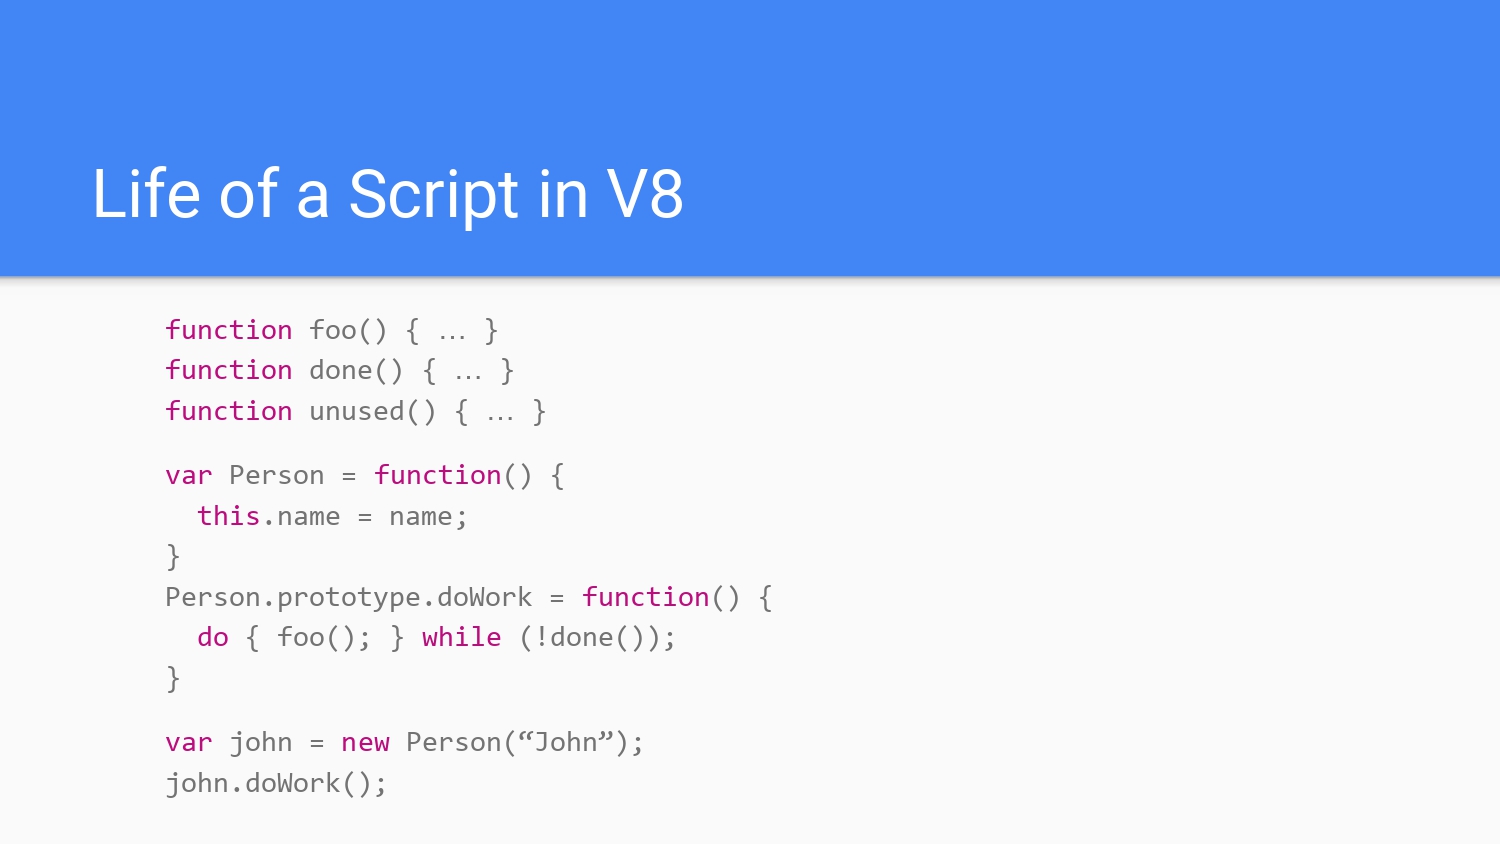 Life of a Script in V8
function foo() { … }
function done() { … }
function unused() { … }
var Person = function() {
this.name = name;
}
Person.prototype.doWork = function() {
do { foo(); } while (!done());
}
var john = new Person(“John”);
john.doWork();